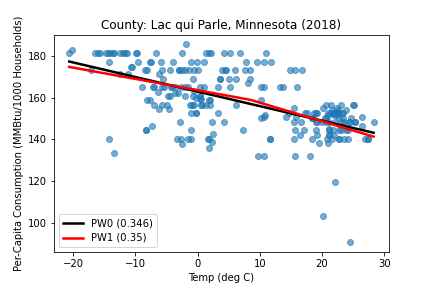 County: Lac qui Parle, Minnesota (2018)
Per-Capita Consumption (MMBtu/1000 Households)
180
160
140
120
100
PW0 (0.346)
PW1 (0.35)
−20
−10
0
10
20
30
Temp (deg C)